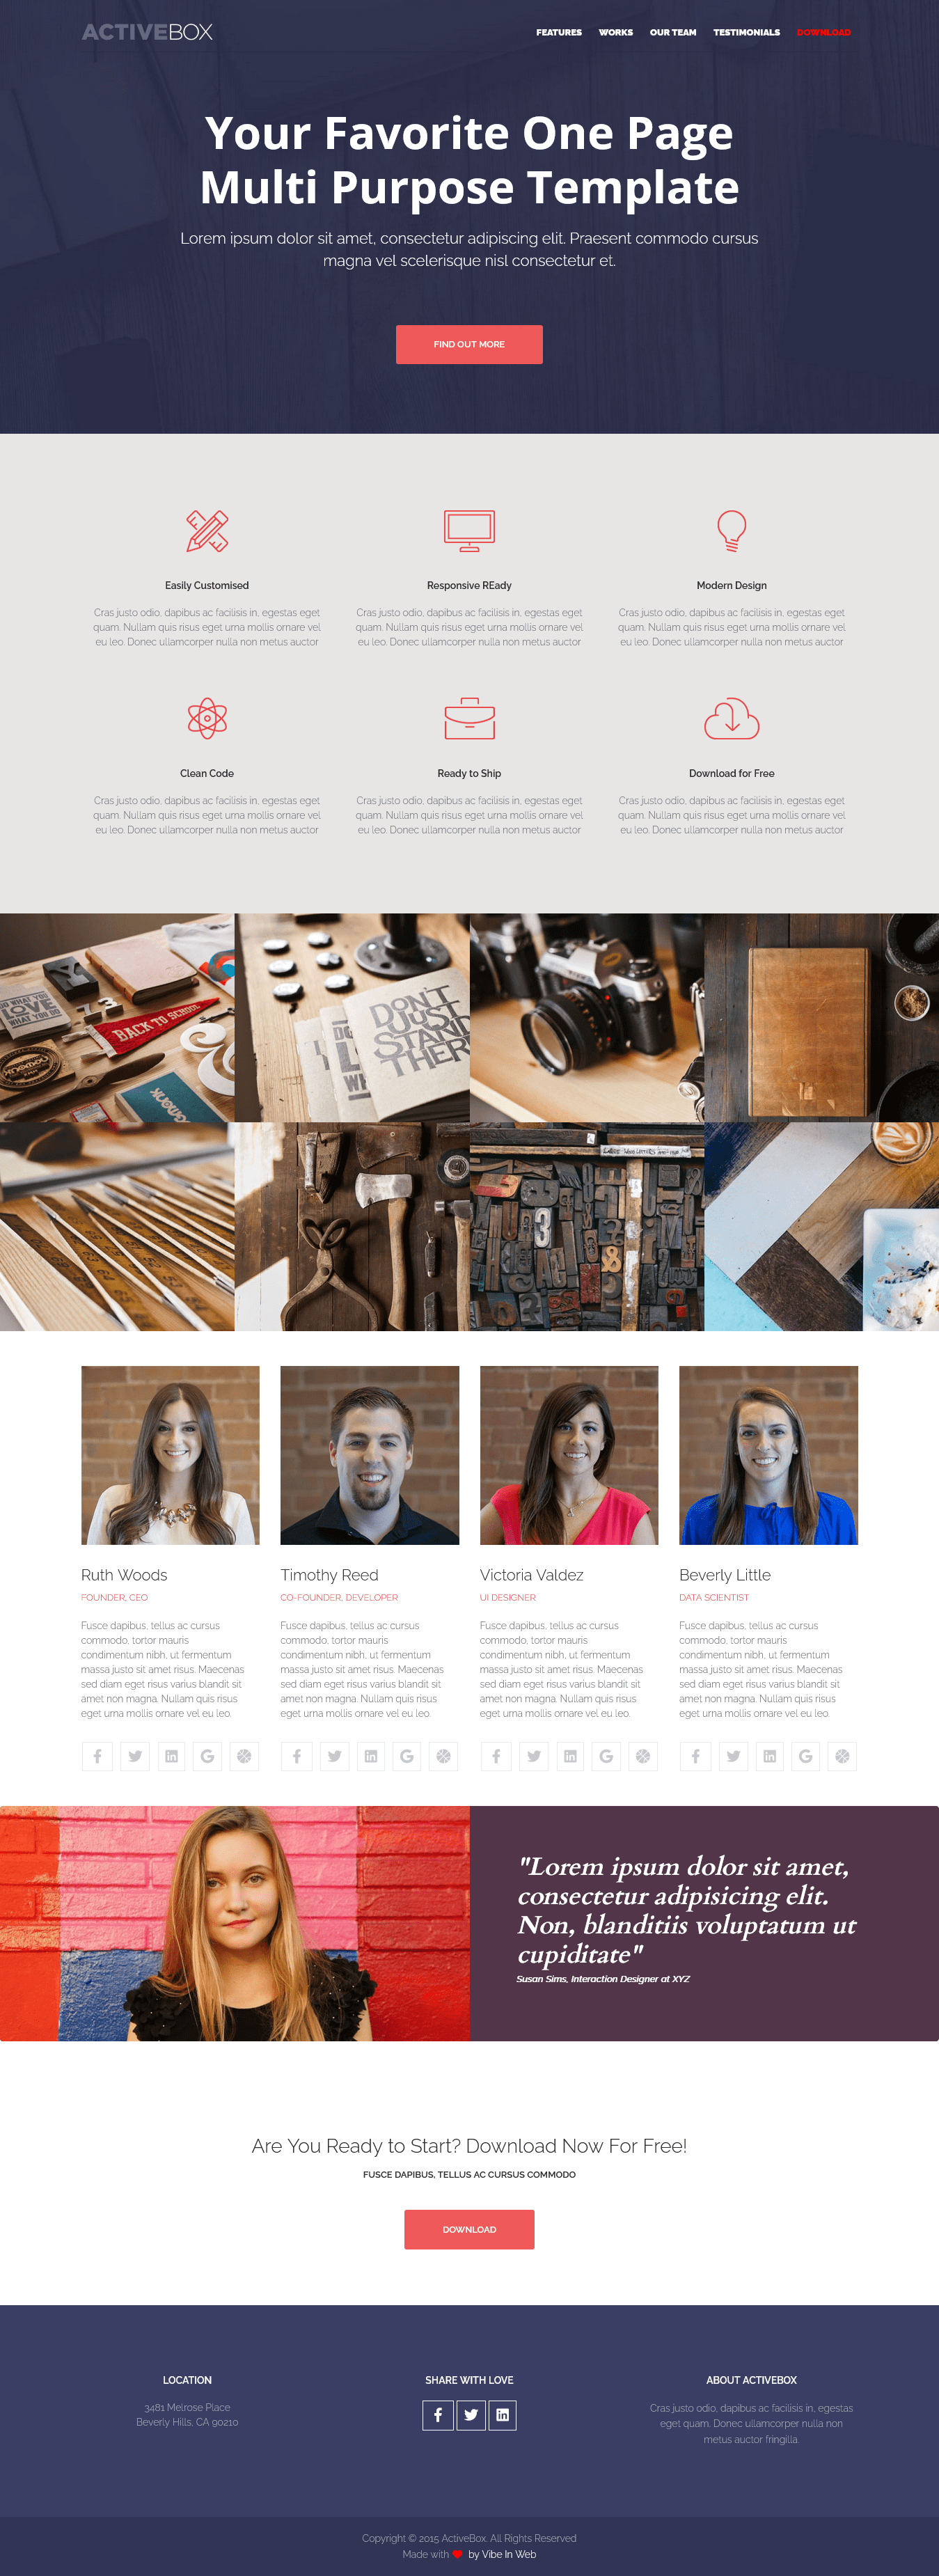 ACTIVEBOX
FEATURES WORKS OUR TEAM TESTIMONIALS DOWNLOAD
Your Favorite One Page
Multi Purpose Template
Lorem ipsum dolor sit amet, consectetur adipiscing elit. Praesent commodo cursus
magna vel scelerisque nisl consectetur et.
FIND OUT MORE
Easily Customised
Cras justo odio, dapibus ac facilisis in, egestas eget
quam. Nullam quis risus eget urna mollis ornare vel
eu leo. Donec ullamcorper nulla non metus auctor
Responsive REady
Cras justo odio, dapibus ac facilisis in, egestas eget
quam. Nullam quis risus eget urna mollis ornare vel
eu leo. Donec ullamcorper nulla non metus auctor
Modern Design
Cras justo odio, dapibus ac facilisis in, egestas eget
quam. Nullam quis risus eget urna mollis ornare vel
eu leo. Donec ullamcorper nulla non metus auctor
Clean Code
Cras justo odio, dapibus ac facilisis in, egestas eget
quam. Nullam quis risus eget urna mollis ornare vel
eu leo. Donec ullamcorper nulla non metus auctor
Ready to Ship
Cras justo odio, dapibus ac facilisis in, egestas eget
quam. Nullam quis risus eget urna mollis ornare vel
eu leo. Donec ullamcorper nulla non metus auctor
Download for Free
Cras justo odio, dapibus ac facilisis in, egestas eget
quam. Nullam quis risus eget urna mollis ornare vel
eu leo. Donec ullamcorper nulla non metus auctor
DO WHAT YOU
LOVE
WHAT YOU DO
BACK TO SCHOOL
DON'T
JUST
STAND
THERE
Ruth Woods
FOUNDER, CEO
Fusce dapibus, tellus ac cursus
commodo, tortor mauris
condimentum nibh, ut fermentum
massa justo sit amet risus. Maecenas
sed diam eget risus varius blandit sit
amet non magna. Nullam quis risus
eget urna mollis ornare vel eu leo.
Timothy Reed
CO-FOUNDER, DEVELOPER
Fusce dapibus, tellus ac cursus
commodo, tortor mauris
condimentum nibh, ut fermentum
massa justo sit amet risus. Maecenas
sed diam eget risus varius blandit sit
amet non magna. Nullam quis risus
eget urna mollis ornare vel eu leo.
Victoria Valdez
UI DESIGNER
Fusce dapibus, tellus ac cursus
commodo, tortor mauris
condimentum nibh, ut fermentum
massa justo sit amet risus. Maecenas
sed diam eget risus varius blandit sit
amet non magna. Nullam quis risus
eget urna mollis ornare vel eu leo.
Beverly Little
DATA SCIENTIST
Fusce dapibus, tellus ac cursus
commodo, tortor mauris
condimentum nibh, ut fermentum
massa justo sit amet risus. Maecenas
sed diam eget risus varius blandit sit
amet non magna. Nullam quis risus
eget urna mollis ornare vel eu leo.
"Lorem ipsum dolor sit amet,
consectetur adipisicing elit.
Non, blanditiis voluptatum ut
cupiditate"
Susan Sims, Interaction Designer at XYZ
Are You Ready to Start? Download Now For Free!
FUSCE DAPIBUS, TELLUS AC CURSUS COMMODO
DOWNLOAD
LOCATION
3481 Melrose Place
Beverly Hills, CA 90210
SHARE WITH LOVE
ABOUT ACTIVEBOX
Cras justo odio, dapibus ac facilisis in, egestas
eget quam. Donec ullamcorper nulla non
metus auctor fringilla.
Copyright © 2015 ActiveBox. All Rights Reserved
Made with by Vibe In Web